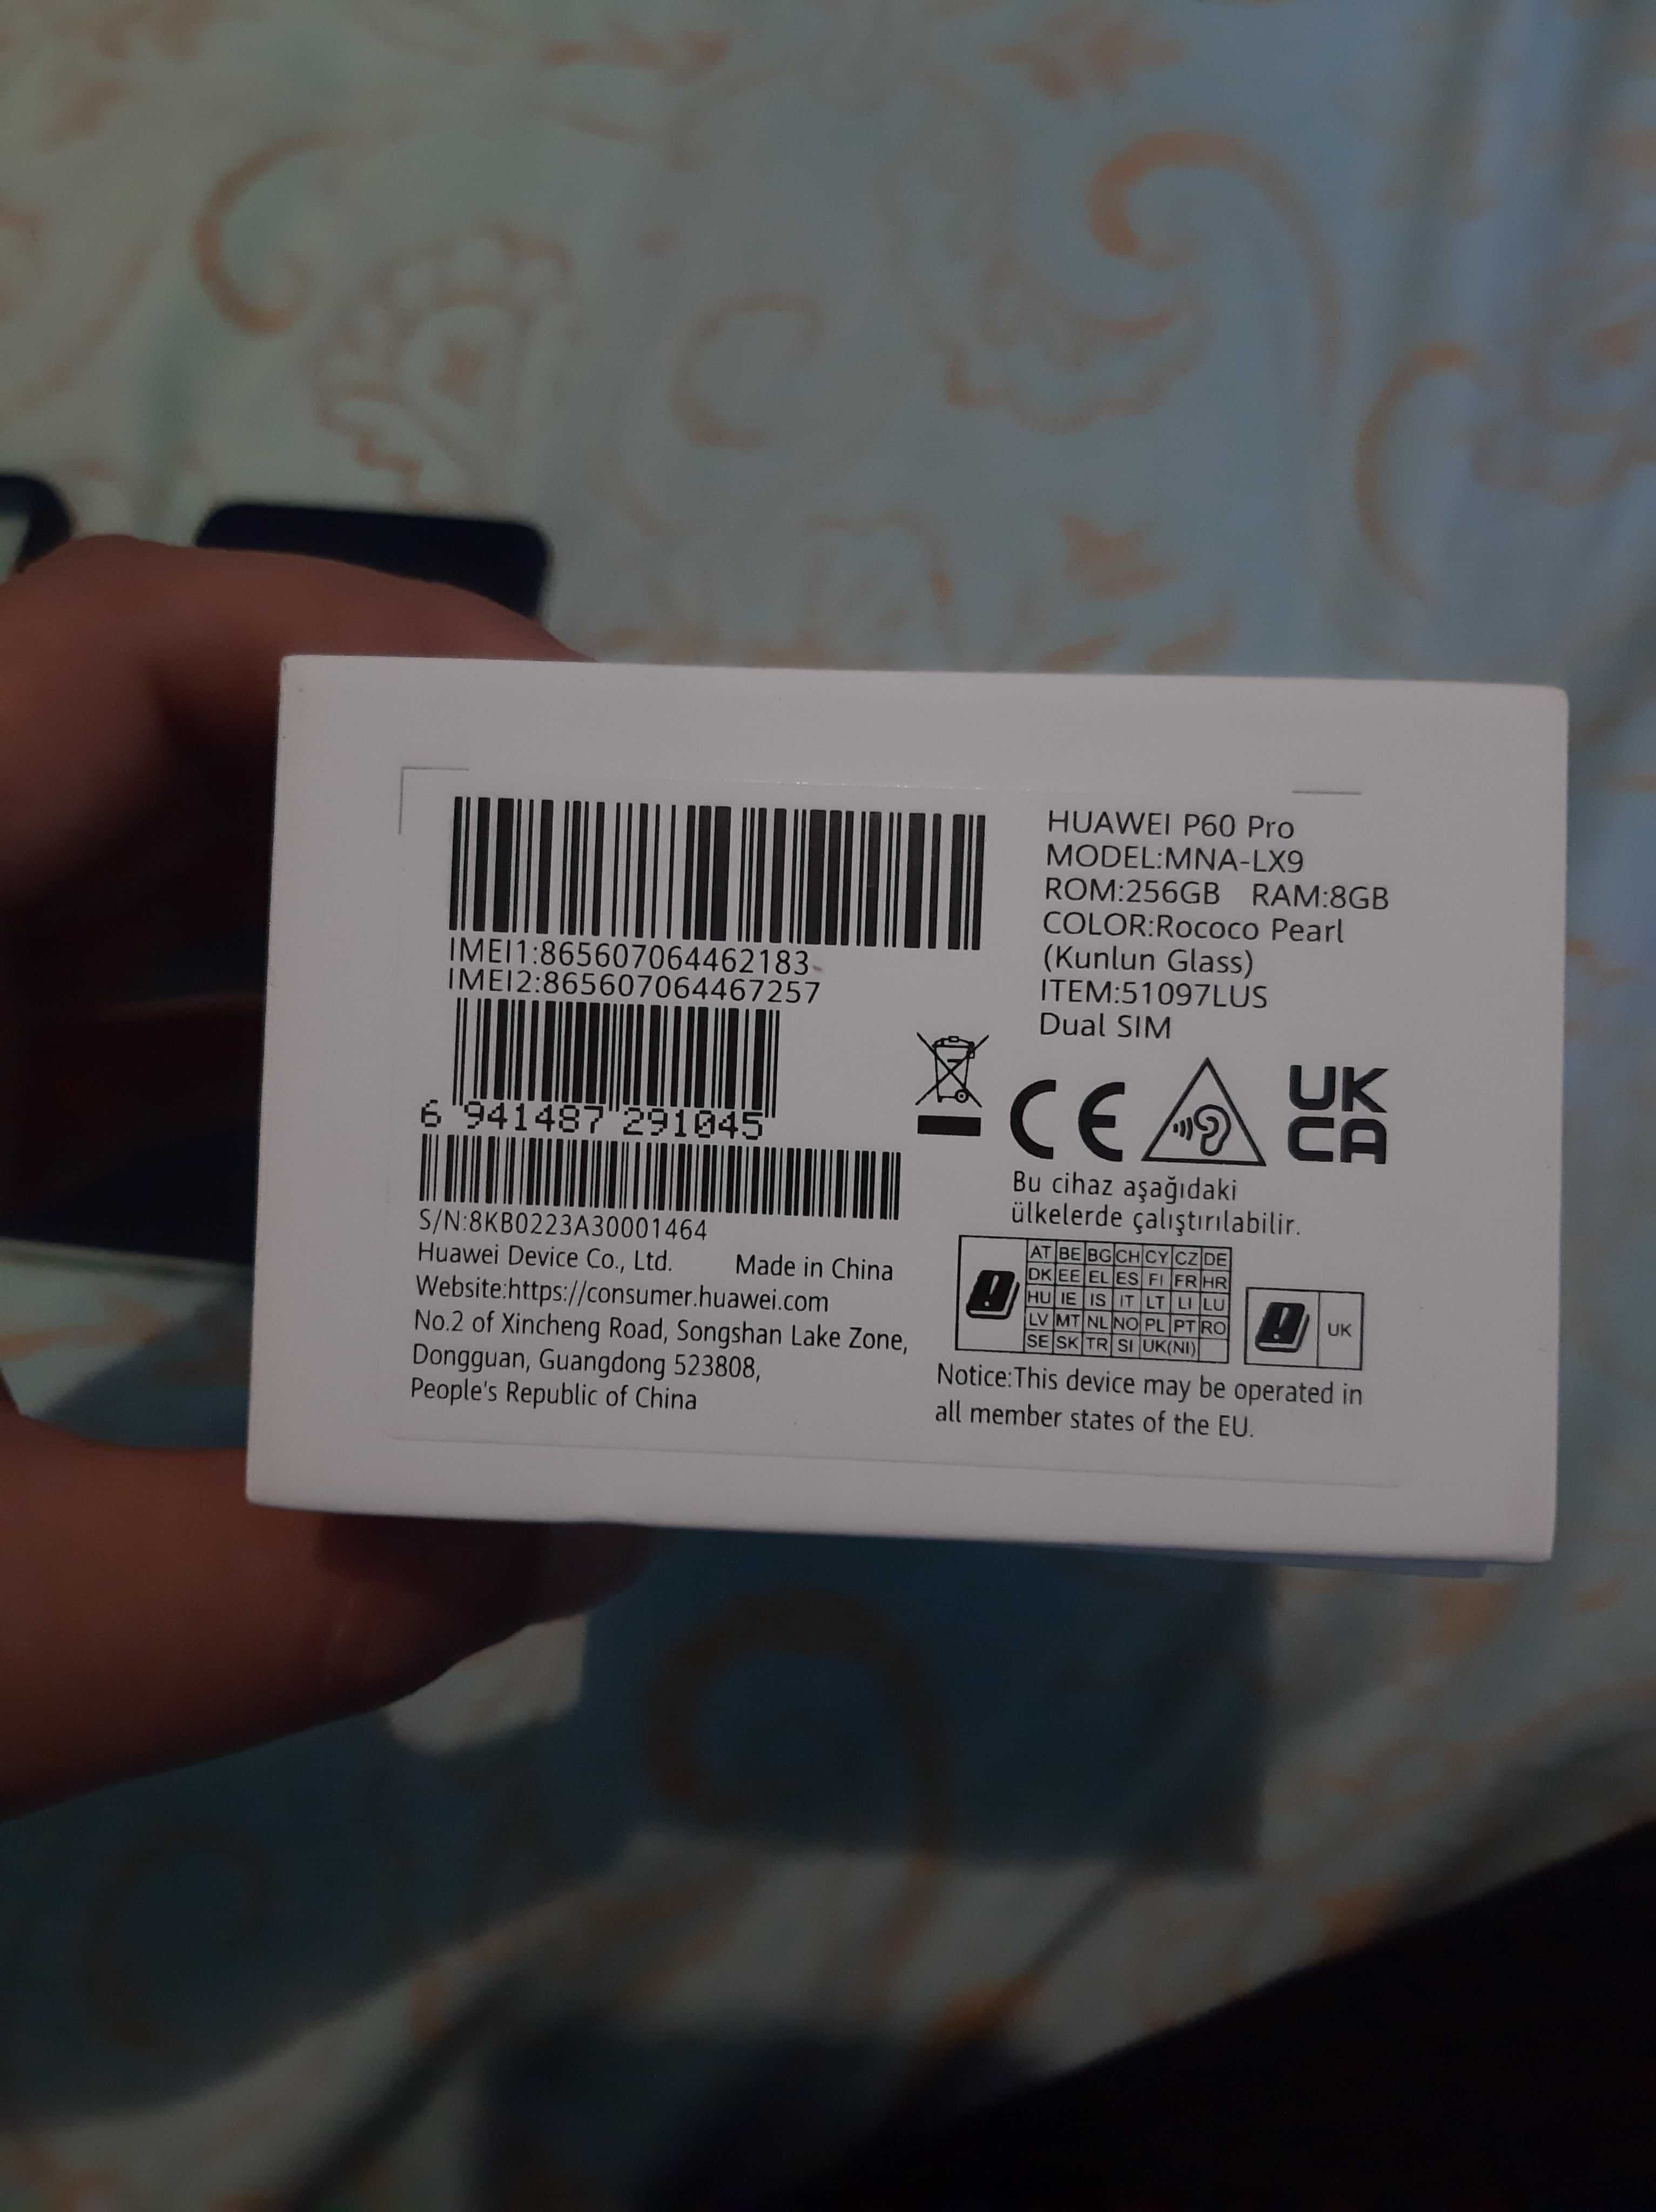 IMEI1:865607064462183
IMEI2:865607064467257
6 941487 291045
S/N:8KB0223A30001464
Huawei Device Co., Ltd. Made in China
Website:https://consumer.huawei.com
No.2 of Xincheng Road, Songshan Lake Zone,
Dongguan, Guangdong 523808,
People's Republic of China
HUAWEI P60 Pro
MODEL:MNA-LX9
ROM:256GB RAM:8GB
COLOR:Rococo Pearl
(Kunlun Glass)
ITEM:51097LUS
Dual SIM
CE
UK
CA
Bu cihaz aşağıdaki
ülkelerde çalıştırılabilir.
AT BE BG CH CY CZ DE
DK EE EL ES FI FR HR
HU IE IS IT LT LI LU
LV MT NL NO PL PT RO
SE SK TR SI UK(NI)
UK
Notice:This device may be operated in
all member states of the EU.